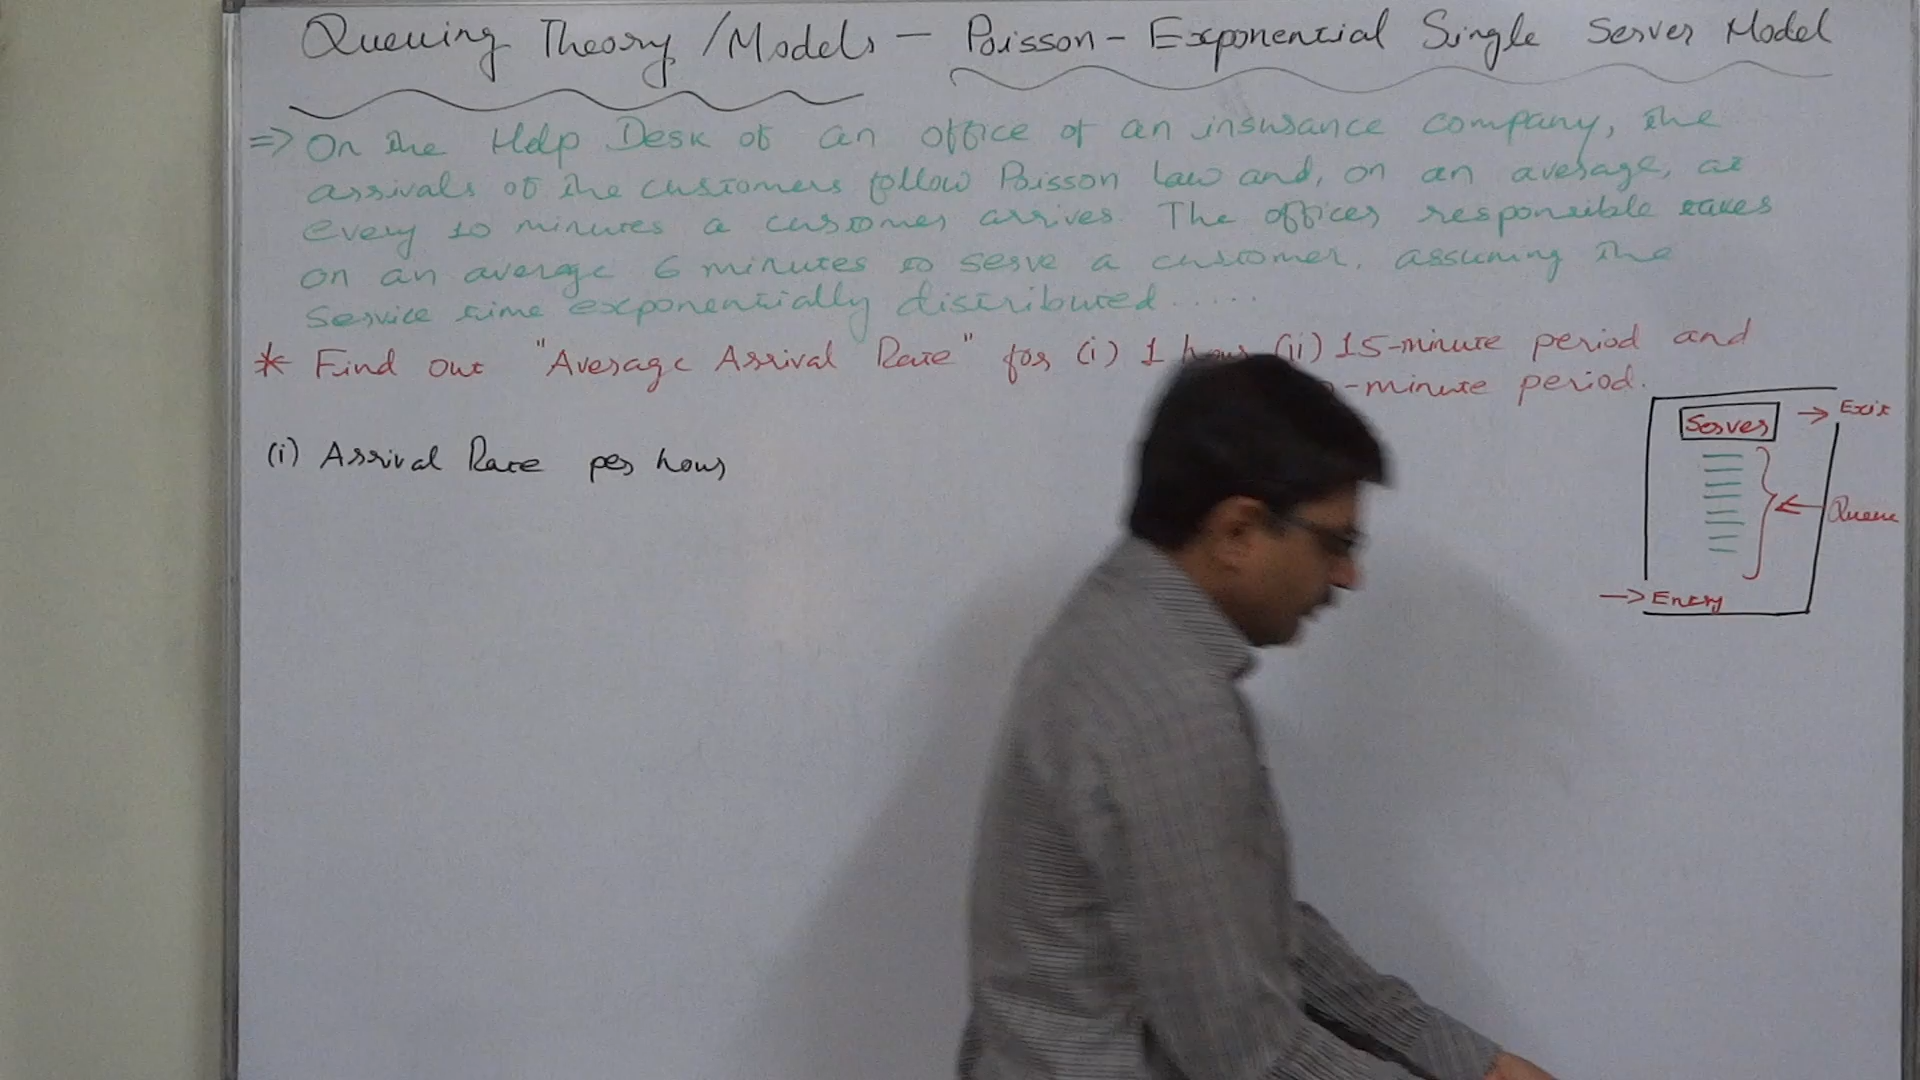 Queuing Theory/Models - Poisson - Exponential Single Server Model
=> On the Help Desk of an office of an insurance company, the
arrivals of the customers follow Poisson law and, on an average, at
every 10 minutes a customer arrives. The officer responsible takes
on an average 6 minutes to serve a customer. assuming the
Service time exponentially distributed ......
* Find out "Average Arrival Rate" for (i) 1 hour (ii) 15-minute period and
-minute period.
Server
→ Exit
(i) Arrival Rate per hour
Queue
→ Entry